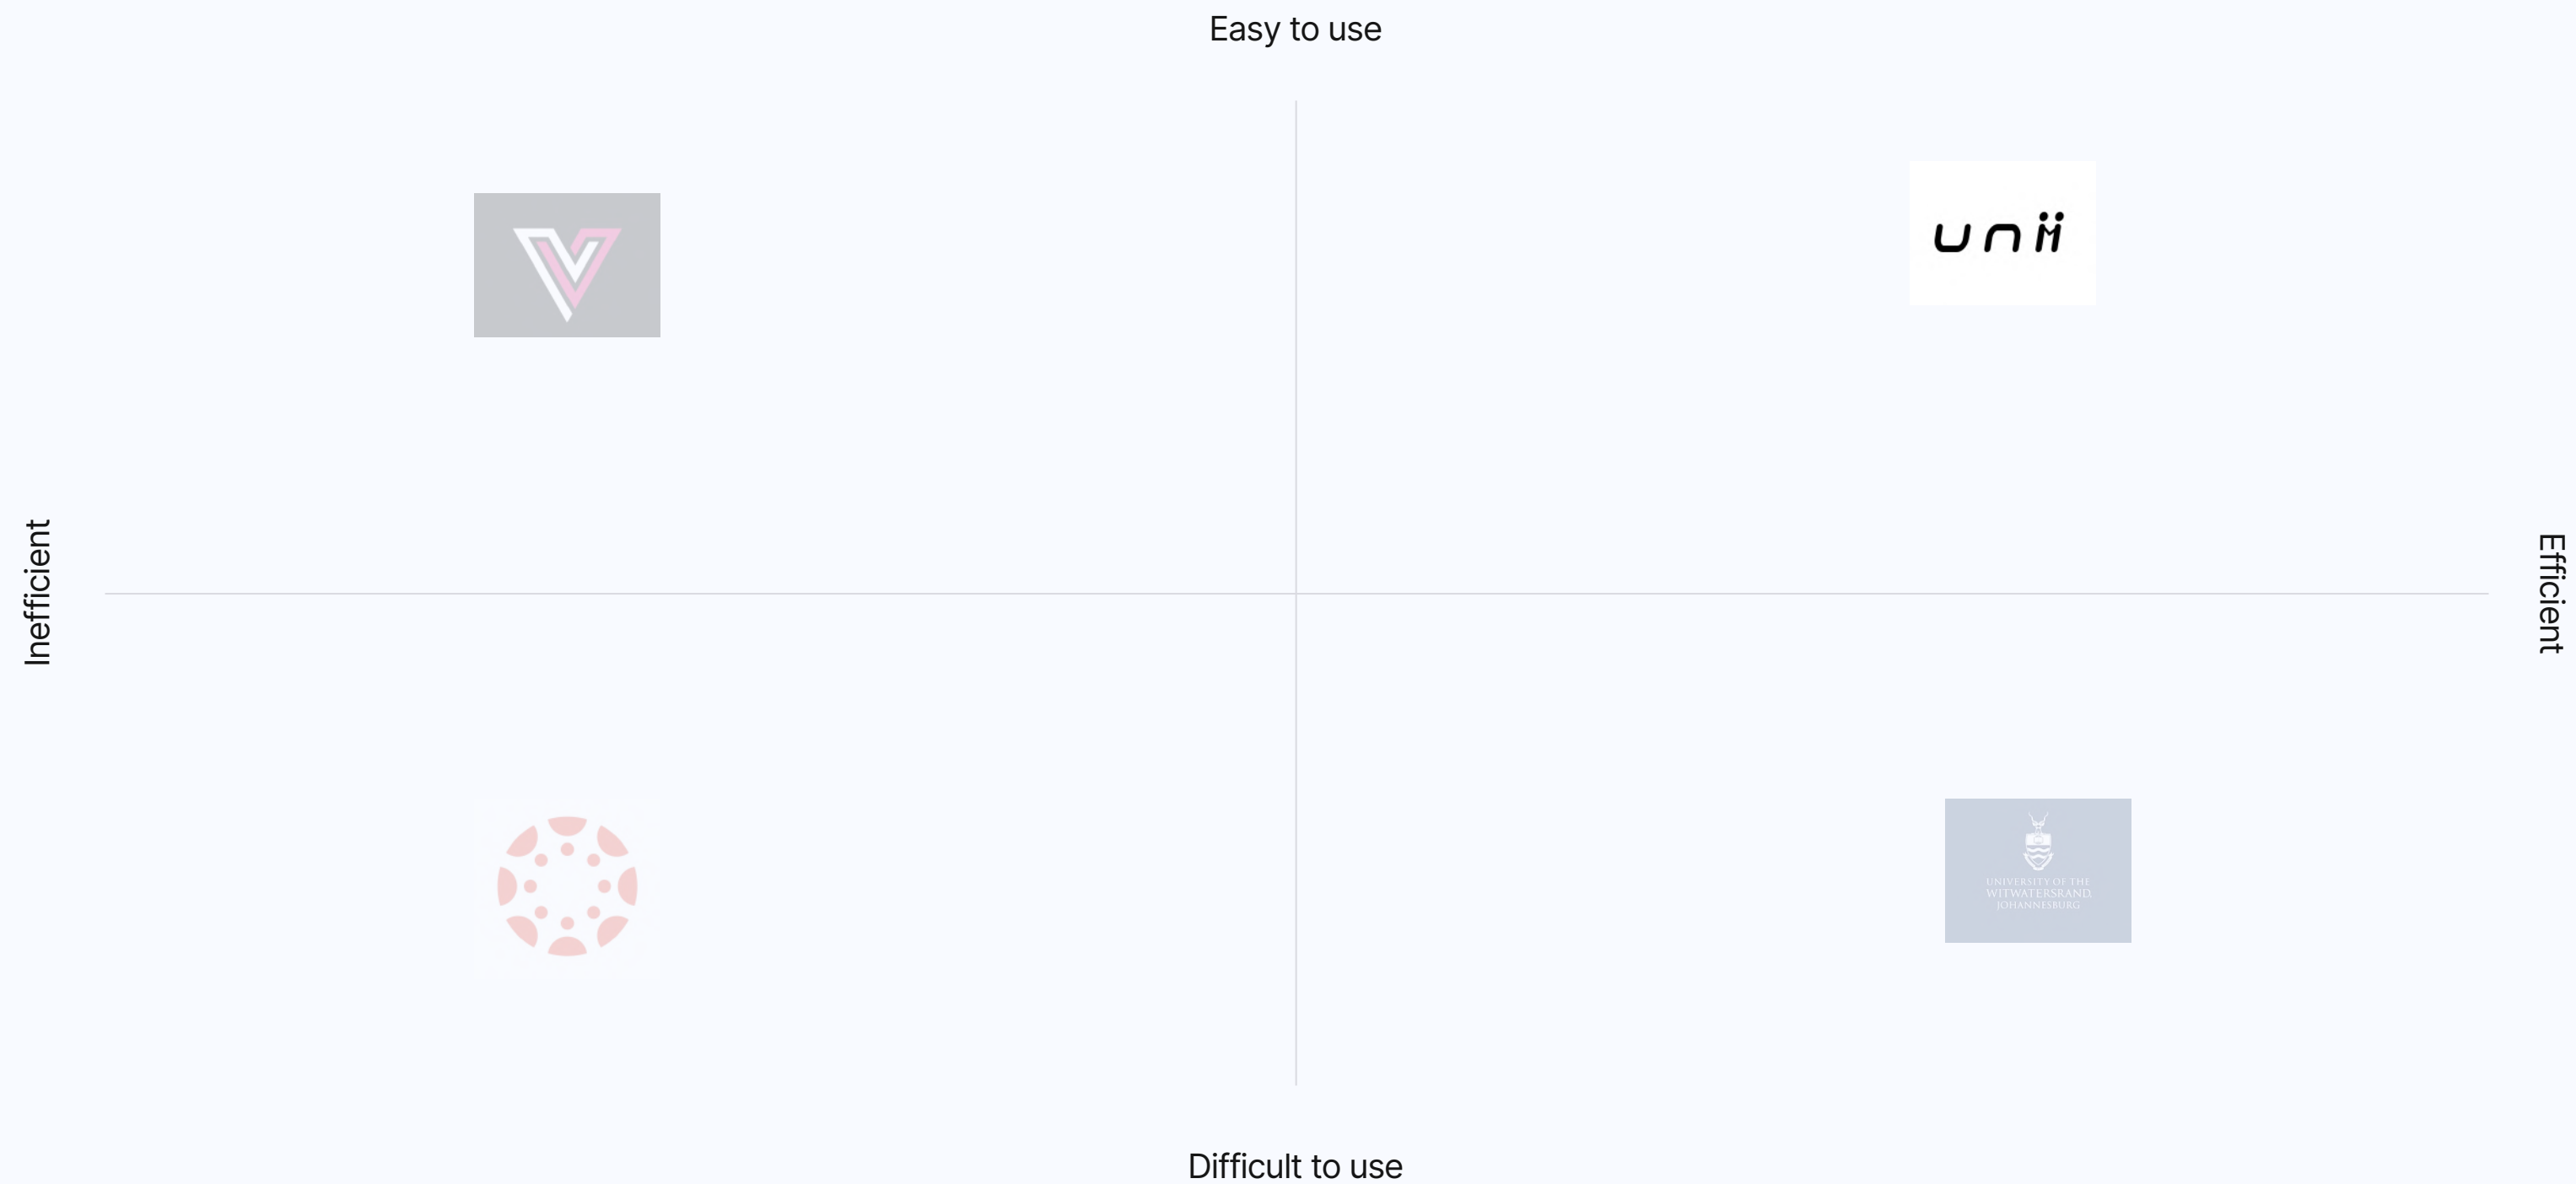 Easy to use
unii
Inefficient
Efficient
UNIVERSITY OF THE
WITWATERSRAND,
JOHANNESBURG
Difficult to use